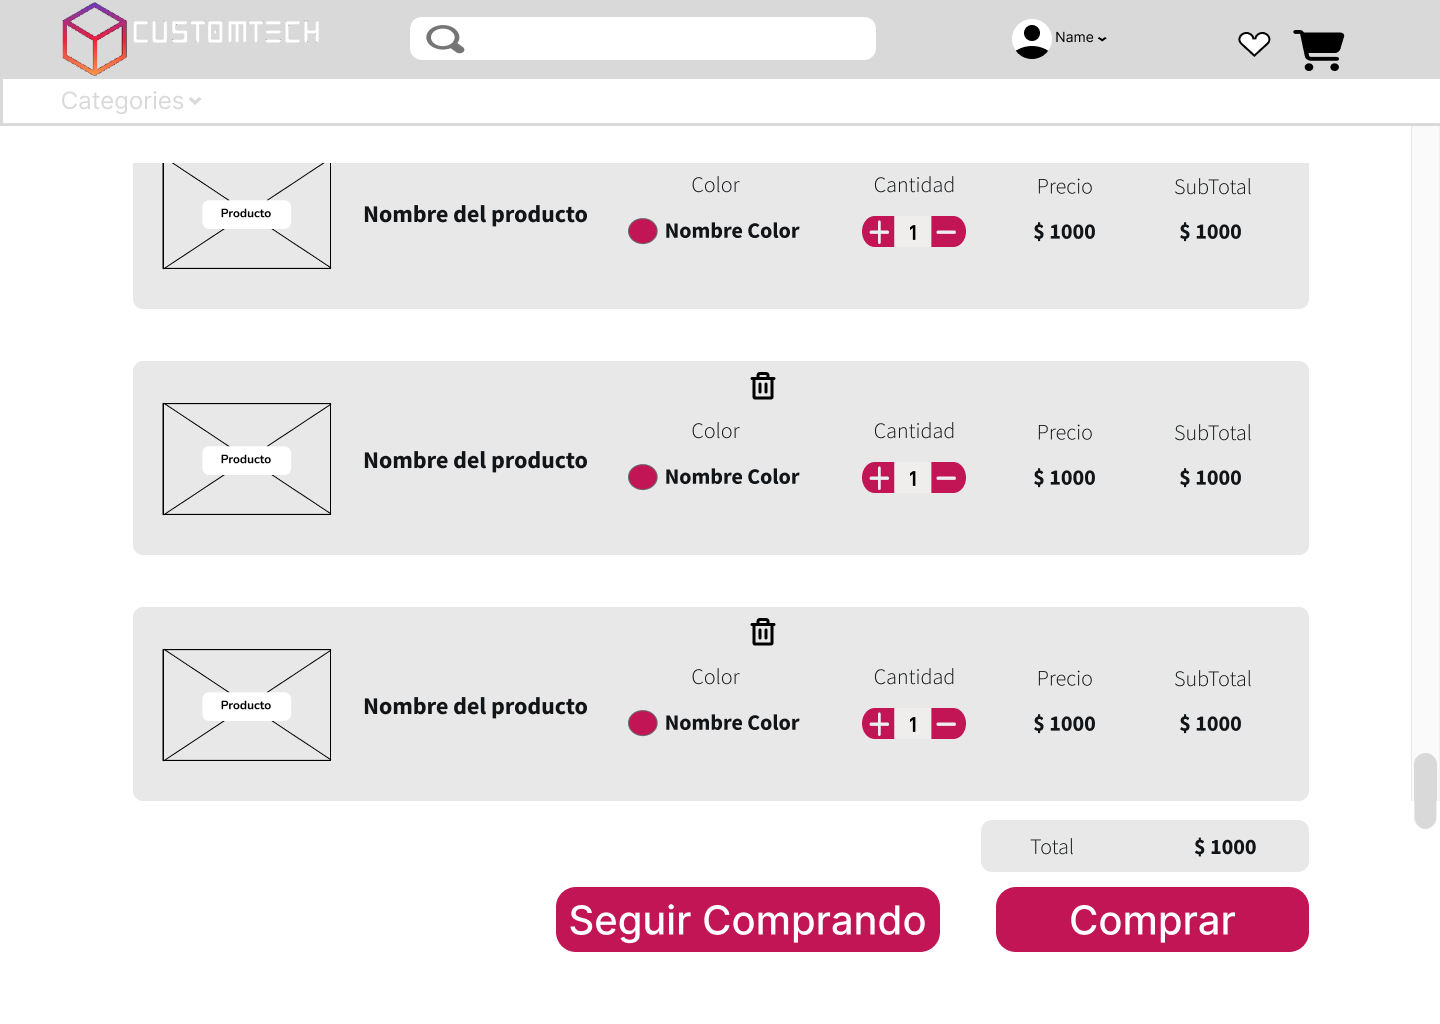 CUSTOMTECH
Name
Categories
Color Cantidad Precio SubTotal
Producto Nombre del producto Nombre Color 1 $ 1000 $ 1000
Color Cantidad Precio SubTotal
Producto Nombre del producto Nombre Color 1 $ 1000 $ 1000
Color Cantidad Precio SubTotal
Producto Nombre del producto Nombre Color 1 $ 1000 $ 1000
Total $ 1000
Seguir Comprando Comprar